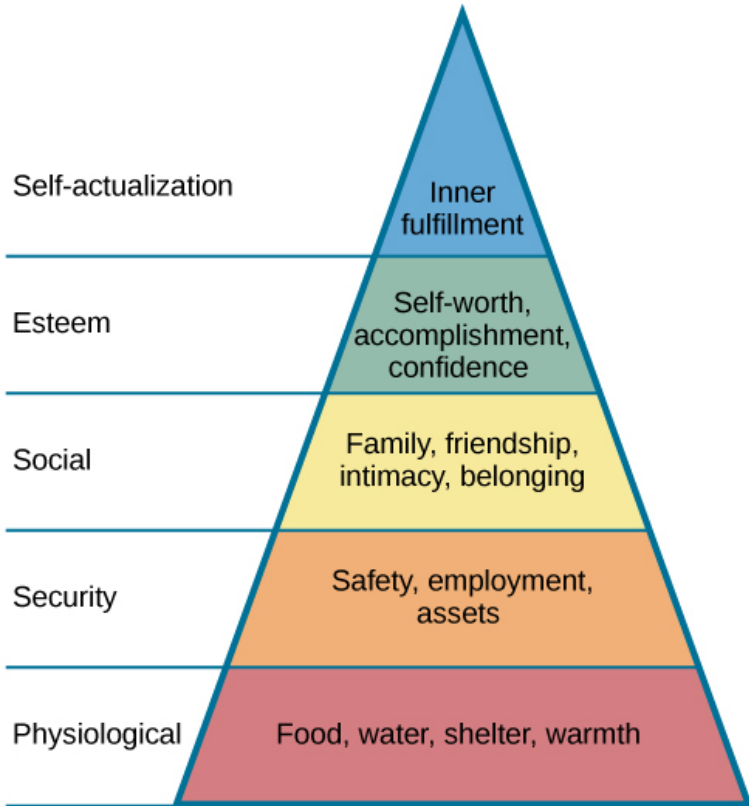 Self-actualization
Inner
fulfillment
Esteem
Self-worth,
accomplishment,
confidence
Social
Family, friendship,
intimacy, belonging
Security
Safety, employment,
assets
Physiological
Food, water, shelter, warmth